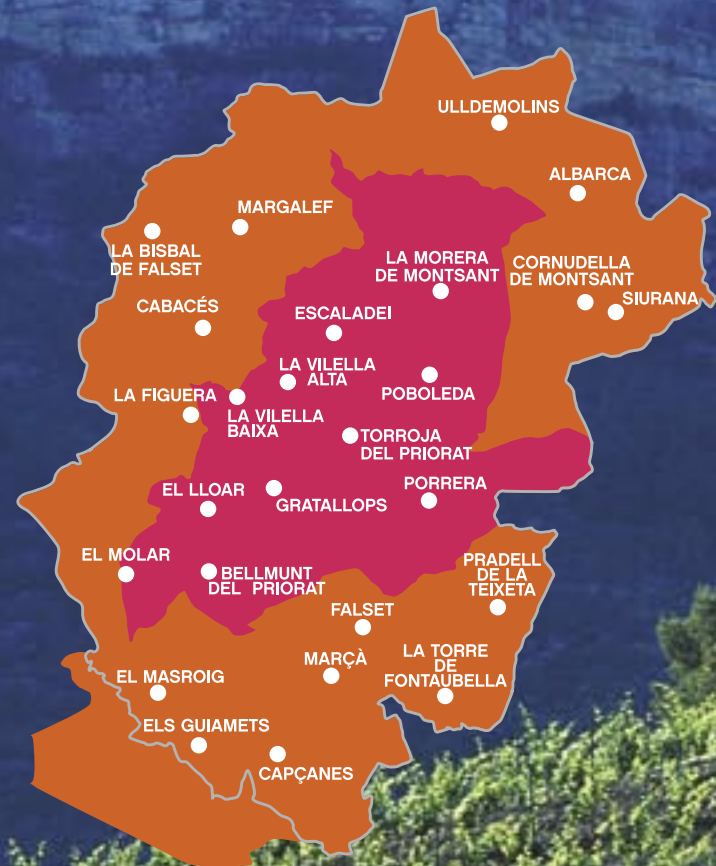 ULLDEMOLINS
ALBARCA
MARGALEF
LA BISBAL
DE FALSET
LA MORERA
DE MONTSANT
CORNUDELLA
DE MONTSANT
SIURANA
CABACÉS
ESCALADEI
LA VILELLA
ALTA
POBOLEDA
LA FIGUERA
LA VILELLA
BAIXA
TORROJA
DEL PRIORAT
EL LLOAR
GRATALLOPS
PORRERA
EL MOLAR
BELLMUNT
DEL PRIORAT
PRADELL
DE LA
TEIXETA
FALSET
MARÇÀ
LA TORRE
DE
FONTAUBELLA
EL MASROIG
ELS GUIAMETS
CAPÇANES